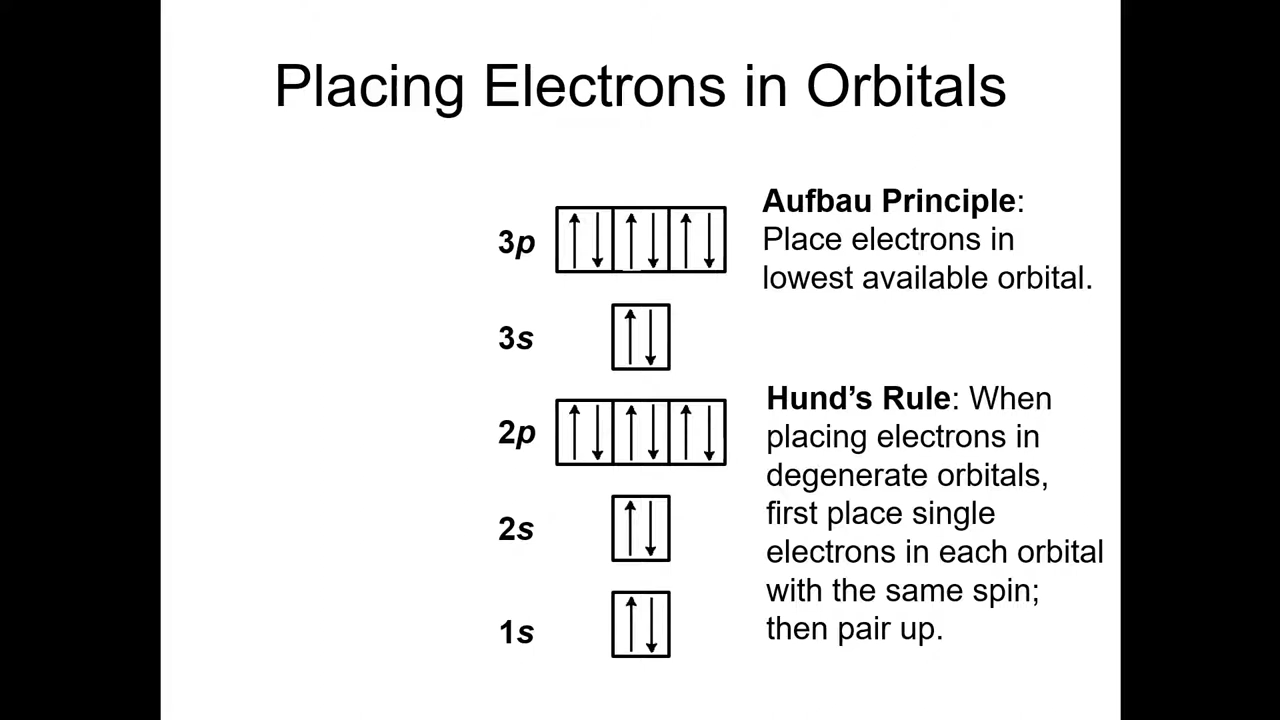 Placing Electrons in Orbitals
3p
3s
2p
2s
1s
Aufbau Principle:
Place electrons in
lowest available orbital.
Hund’s Rule: When
placing electrons in
degenerate orbitals,
first place single
electrons in each orbital
with the same spin;
then pair up.